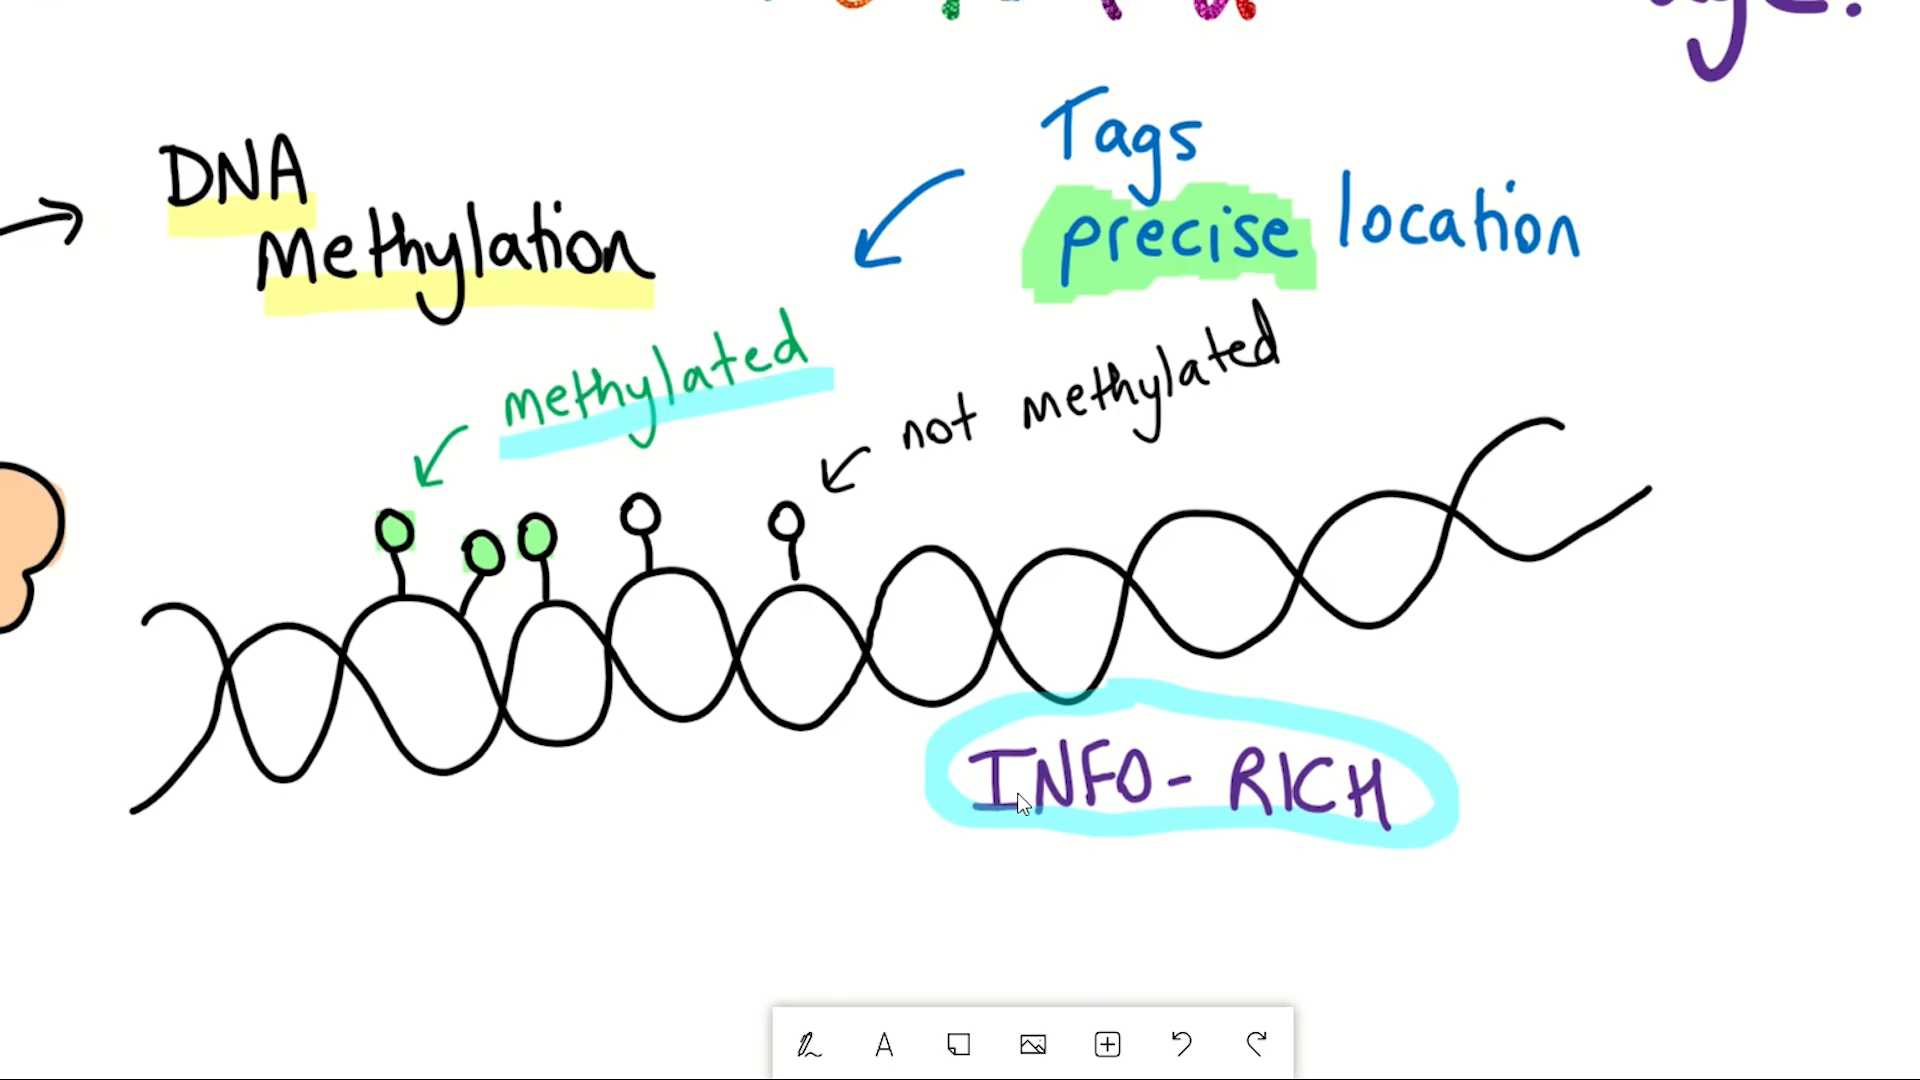 DNA
Methylation
Tags
precise location
methylated
not methylated
INFO-RICH